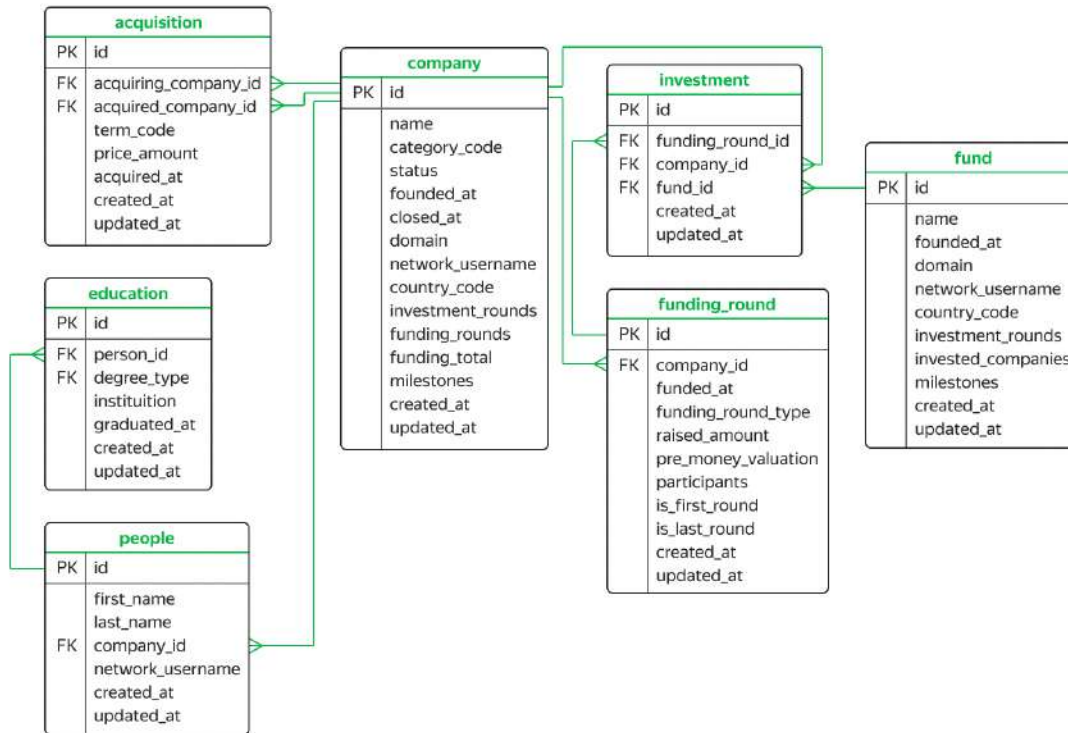 acquisition
PK id
FK acquiring_company_id
FK acquired_company_id
term_code
price_amount
acquired_at
created_at
updated_at
company
PK id
name
category_code
status
founded_at
closed_at
domain
network_username
country_code
investment_rounds
funding_rounds
funding_total
milestones
created_at
updated_at
investment
PK id
FK funding_round_id
FK company_id
FK fund_id
created_at
updated_at
fund
PK id
name
founded_at
domain
network_username
country_code
investment_rounds
invested_companies
milestones
created_at
updated_at
education
PK id
FK person_id
FK degree_type
instituition
graduated_at
created_at
updated_at
funding_round
PK id
FK company_id
funded_at
funding_round_type
raised_amount
pre_money_valuation
participants
is_first_round
is_last_round
created_at
updated_at
people
PK id
first_name
last_name
FK company_id
network_username
created_at
updated_at